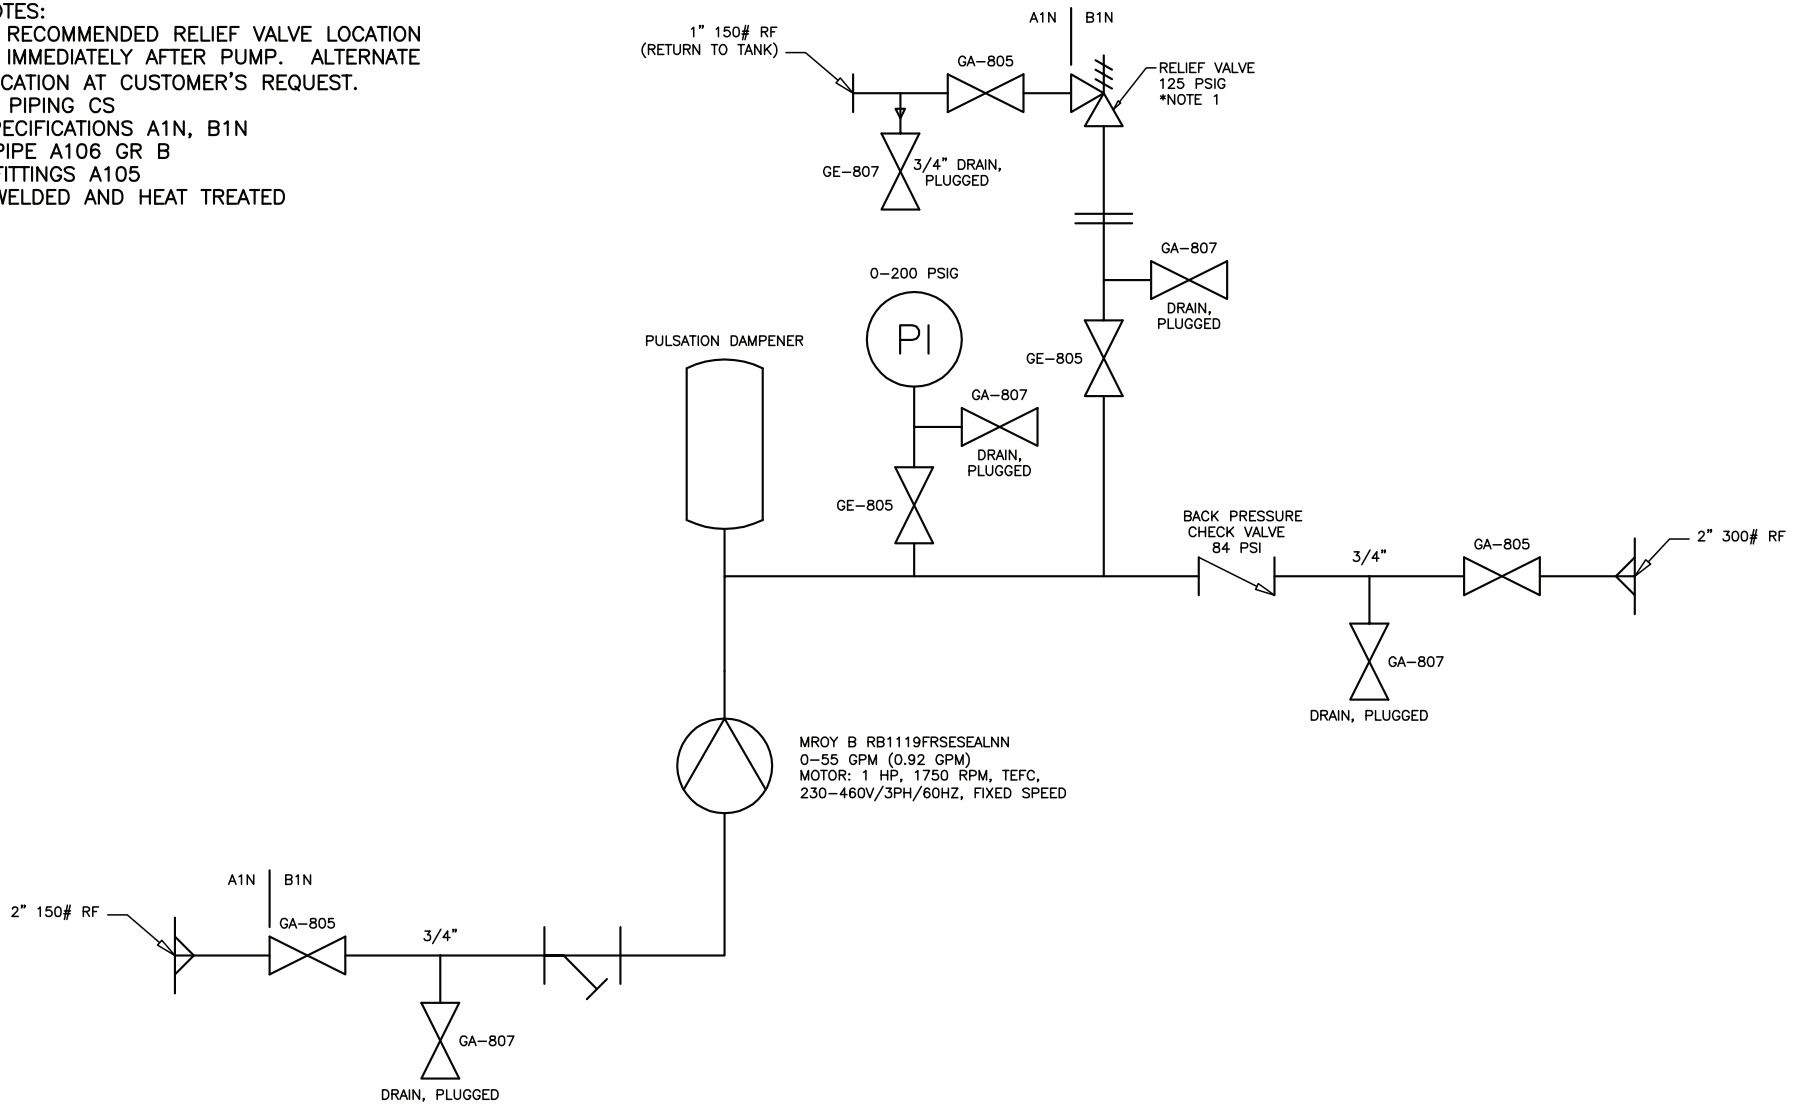 OTES:
RECOMMENDED RELIEF VALVE LOCATION
IMMEDIATELY AFTER PUMP. ALTERNATE
CATION AT CUSTOMER'S REQUEST.
PIPING CS
PECIFICATIONS A1N, B1N
PIPE A106 GR B
FITTINGS A105
WELDED AND HEAT TREATED
1" 150# RF
(RETURN TO TANK)
A1N
B1N
GA-805
RELIEF VALVE
125 PSIG
*NOTE 1
GE-807
3/4" DRAIN,
PLUGGED
GA-807
DRAIN,
PLUGGED
0-200 PSIG
PI
PULSATION DAMPENER
GE-805
GA-807
DRAIN,
PLUGGED
GE-805
BACK PRESSURE
CHECK VALVE
84 PSI
3/4"
GA-805
2" 300# RF
GA-807
DRAIN, PLUGGED
MROY B RB1119FRSESEALNN
0-55 GPM (0.92 GPM)
MOTOR: 1 HP, 1750 RPM, TEFC,
230-460V/3PH/60HZ, FIXED SPEED
A1N
B1N
2" 150# RF
GA-805
3/4"
GA-807
DRAIN, PLUGGED